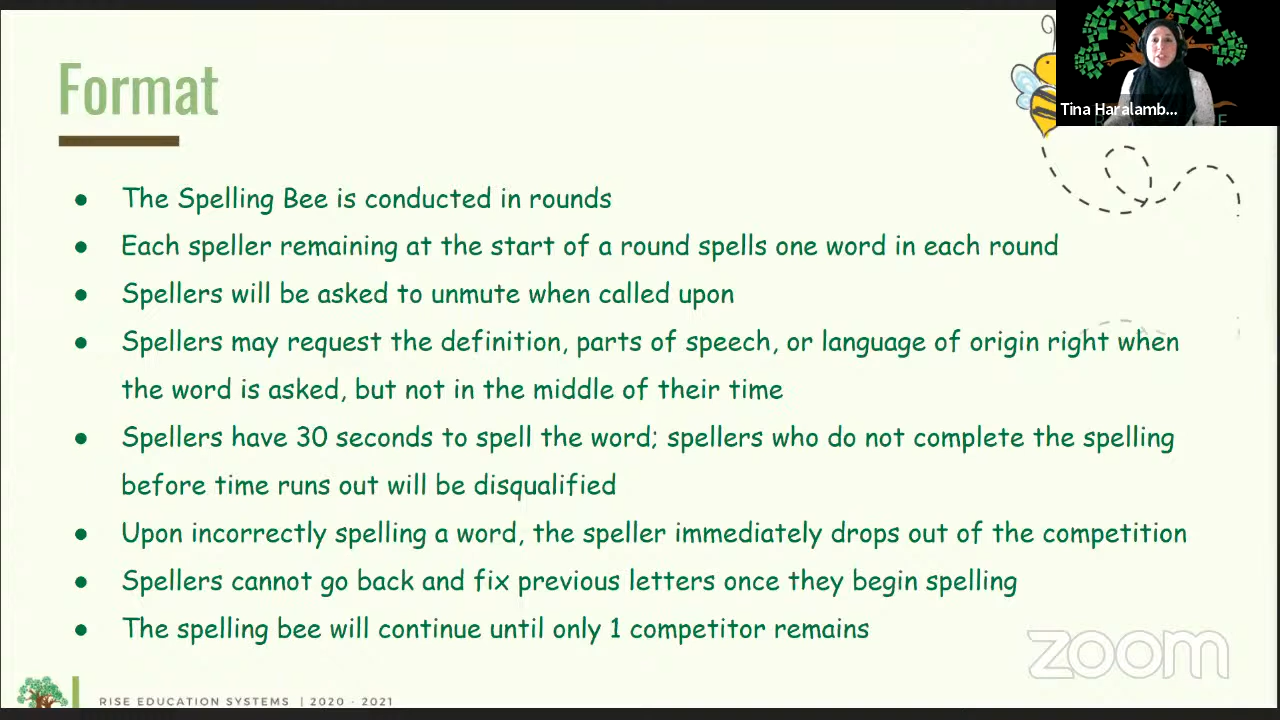 Format
Tina Haralamb...
● The Spelling Bee is conducted in rounds
● Each speller remaining at the start of a round spells one word in each round
● Spellers will be asked to unmute when called upon
● Spellers may request the definition, parts of speech, or language of origin right when
the word is asked, but not in the middle of their time
● Spellers have 30 seconds to spell the word; spellers who do not complete the spelling
before time runs out will be disqualified
● Upon incorrectly spelling a word, the speller immediately drops out of the competition
● Spellers cannot go back and fix previous letters once they begin spelling
● The spelling bee will continue until only 1 competitor remains
zoom
RISE EDUCATION SYSTEMS | 2020 - 2021